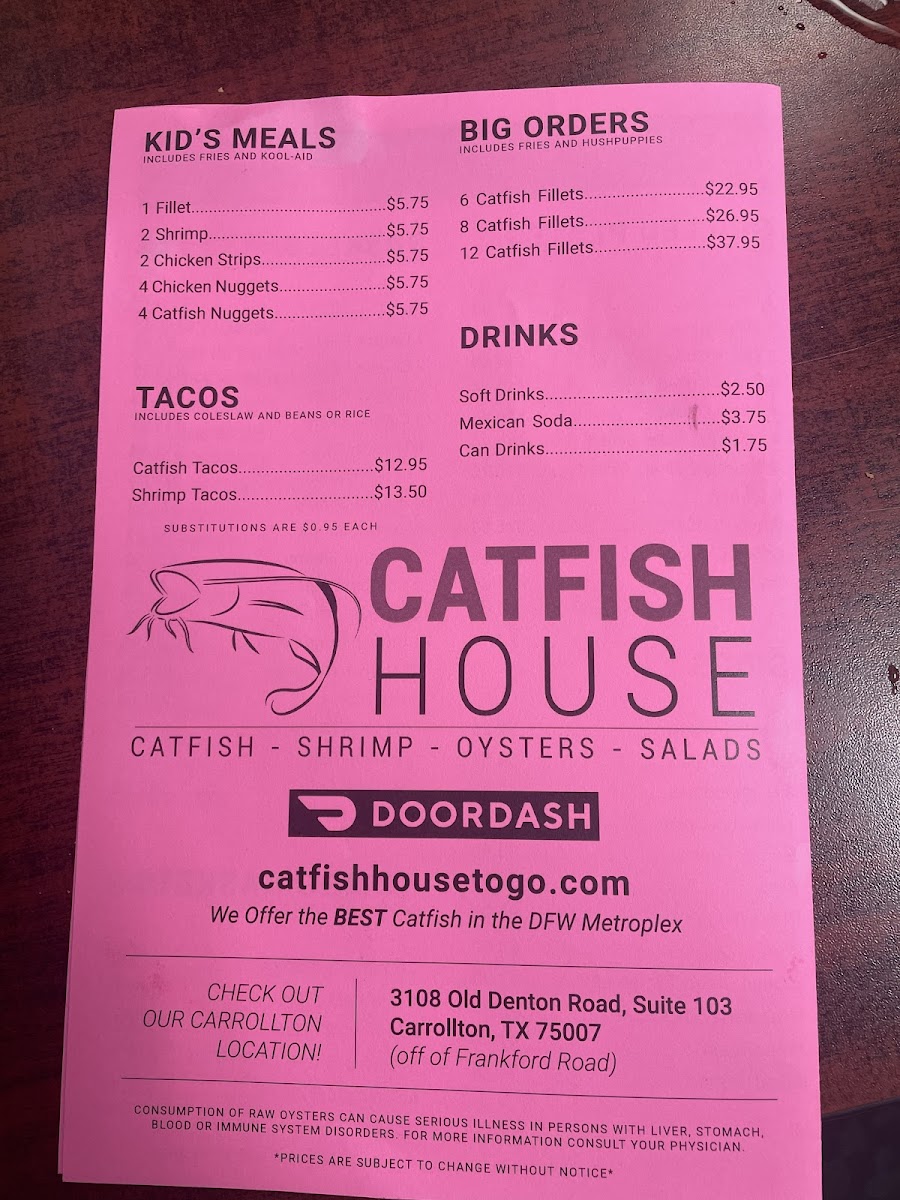 KID'S MEALS
INCLUDES FRIES AND KOOL-AID
1 Fillet........................................$5.75
2 Shrimp.....................................$5.75
2 Chicken Strips..........................$5.75
4 Chicken Nuggets......................$5.75
4 Catfish Nuggets.......................$5.75
TACOS
INCLUDES COLESLAW AND BEANS OR RICE
Catfish Tacos............................$12.95
Shrimp Tacos............................$13.50
SUBSTITUTIONS ARE $0.95 EACH
BIG ORDERS
INCLUDES FRIES AND HUSHPUPPIES
6 Catfish Fillets.........................$22.95
8 Catfish Fillets.........................$26.95
12 Catfish Fillets.......................$37.95
DRINKS
Soft Drinks....................................$2.50
Mexican Soda..............................$3.75
Can Drinks....................................$1.75
CATFISH
HOUSE
CATFISH - SHRIMP - OYSTERS - SALADS
DOORDASH
catfishhousetogo.com
We Offer the BEST Catfish in the DFW Metroplex
CHECK OUT
OUR CARROLLTON
LOCATION!
3108 Old Denton Road, Suite 103
Carrollton, TX 75007
(off of Frankford Road)
CONSUMPTION OF RAW OYSTERS CAN CAUSE SERIOUS ILLNESS IN PERSONS WITH LIVER, STOMACH,
BLOOD OR IMMUNE SYSTEM DISORDERS. FOR MORE INFORMATION CONSULT YOUR PHYSICIAN.
*PRICES ARE SUBJECT TO CHANGE WITHOUT NOTICE*